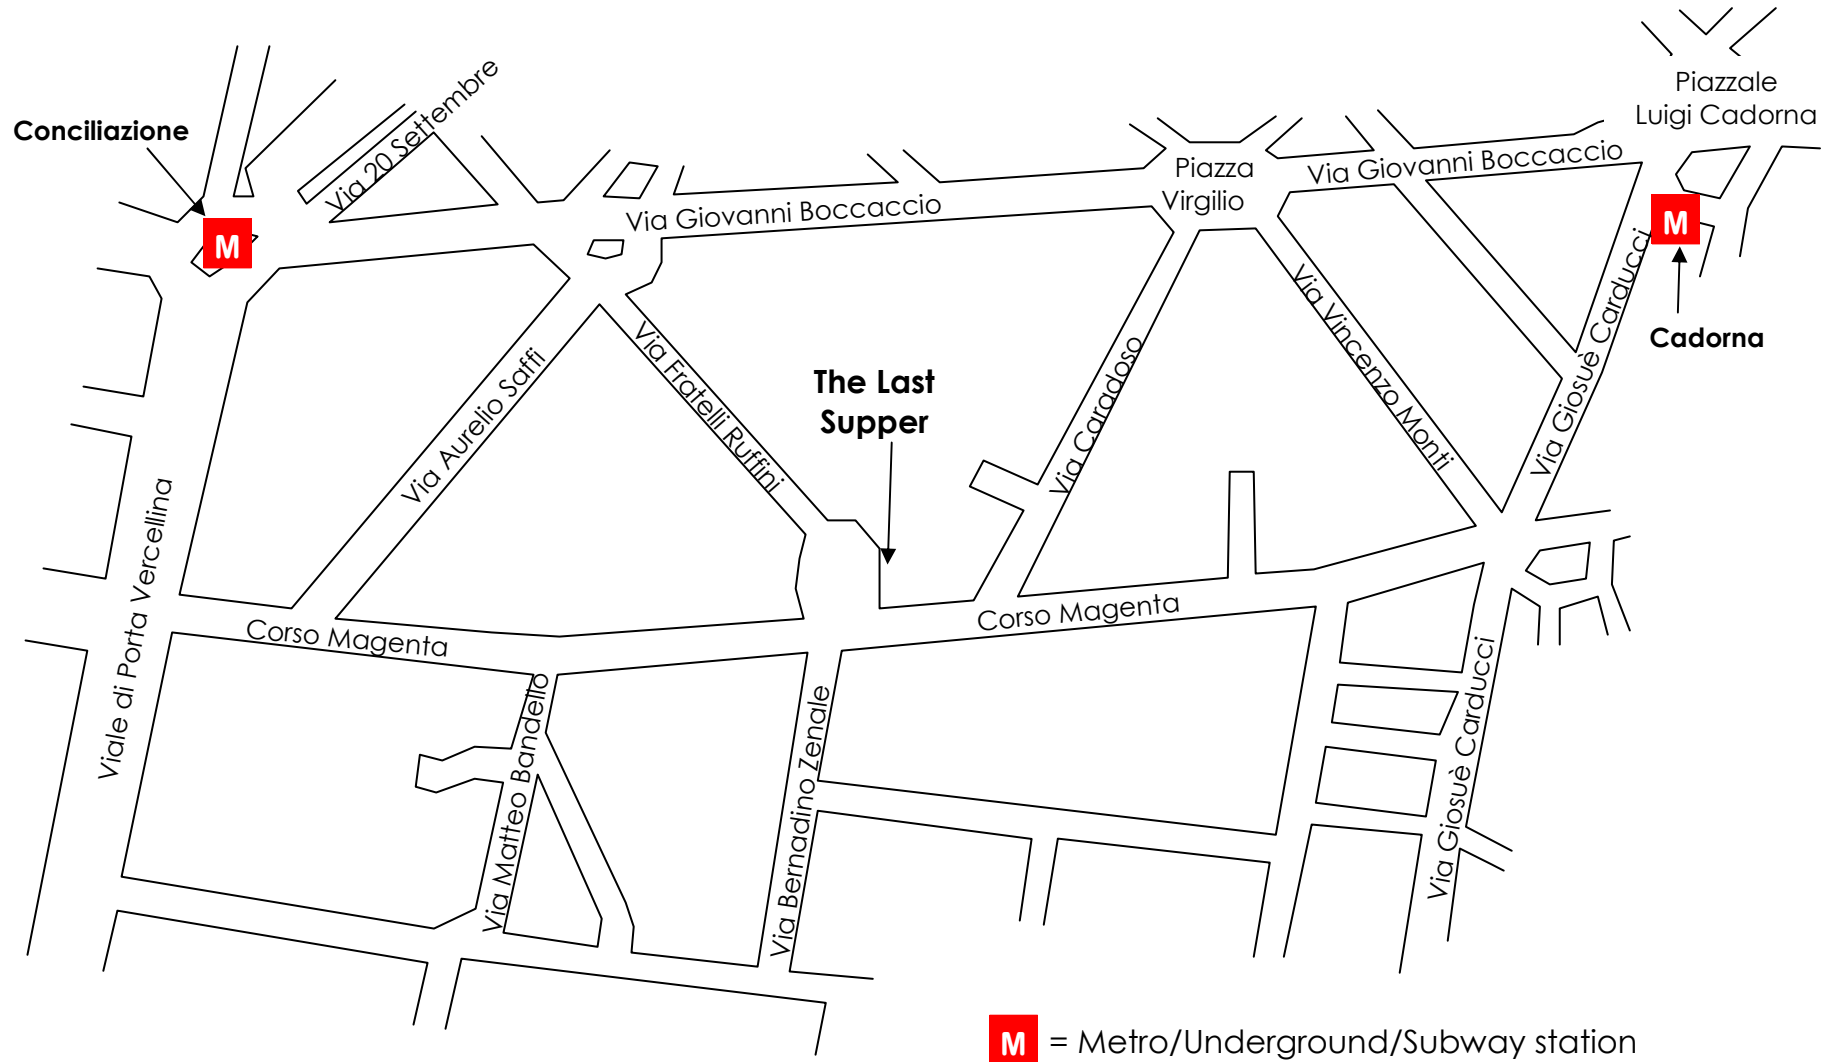 Piazzale
Luigi Cadorna
Via 20 Settembre
Conciliazione
Via Giovanni Boccaccio
Piazza
Virgilio
Via Giovanni Boccaccio
M
M
Cadorna
Via Aurelio Saffi
Via Fratelli Ruffini
The Last
Supper
Via Caradoso
Via Vincenzo Monti
Via Giosuè Carducci
Viale di Porta Vercellina
Corso Magenta
Corso Magenta
Via Matteo Bandello
Via Bernadino Zenale
Via Giosuè Carducci
M = Metro/Underground/Subway station